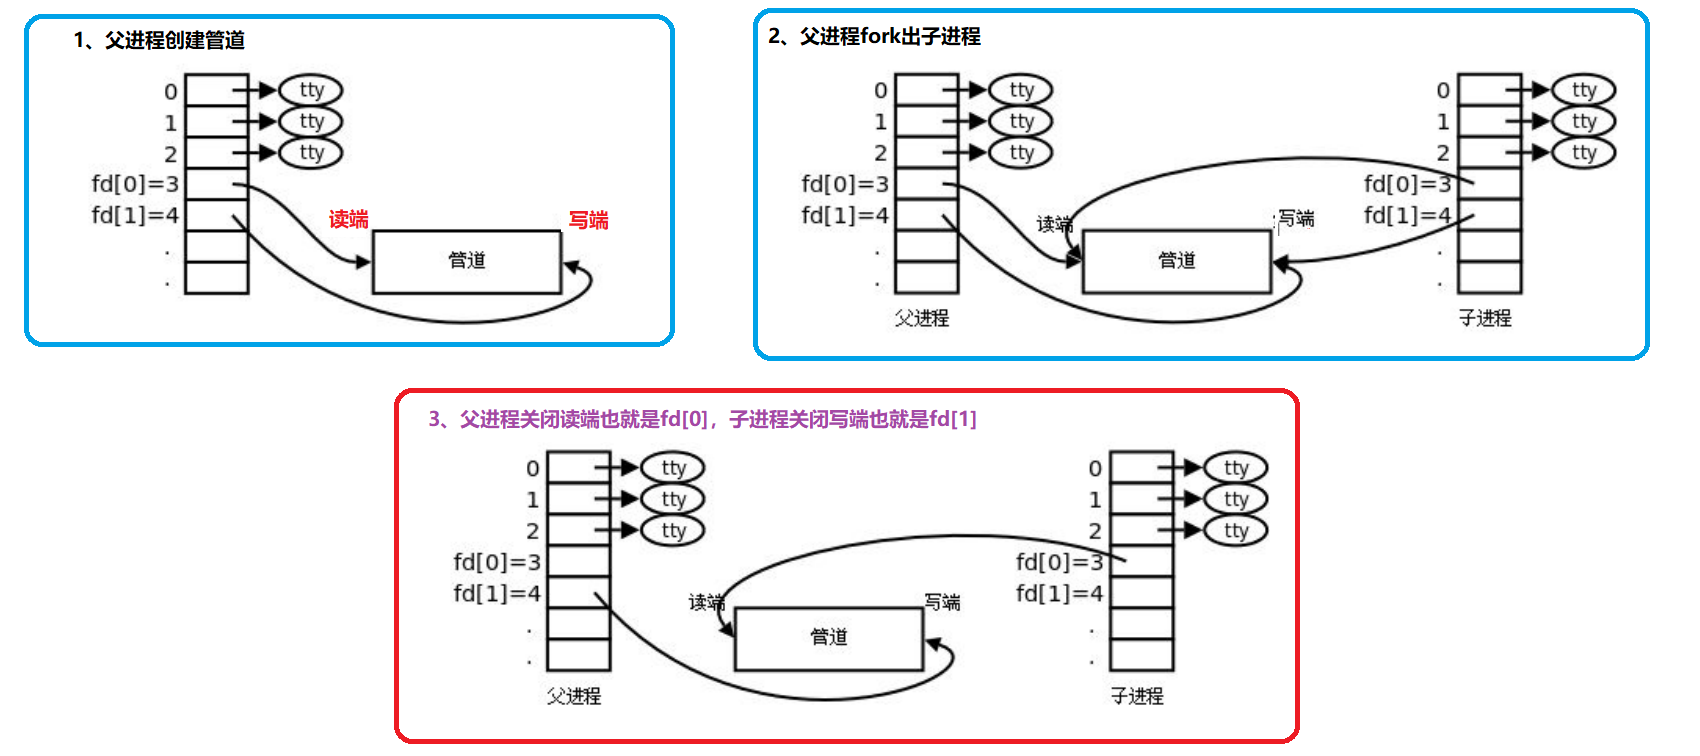 1、父进程创建管道
0 tty
1 tty
2 tty
fd[0]=3
fd[1]=4
读端 写端
管道
.
.
2、父进程fork出子进程
0 tty 0 tty
1 tty 1 tty
2 tty 2 tty
fd[0]=3 fd[0]=3
fd[1]=4 读端 写端 fd[1]=4
管道
. .
. .
父进程 子进程
3、父进程关闭读端也就是fd[0]，子进程关闭写端也就是fd[1]
0 tty 0 tty
1 tty 1 tty
2 tty 2 tty
fd[0]=3 fd[0]=3
fd[1]=4 读端 写端 fd[1]=4
管道
. .
. .
父进程 子进程